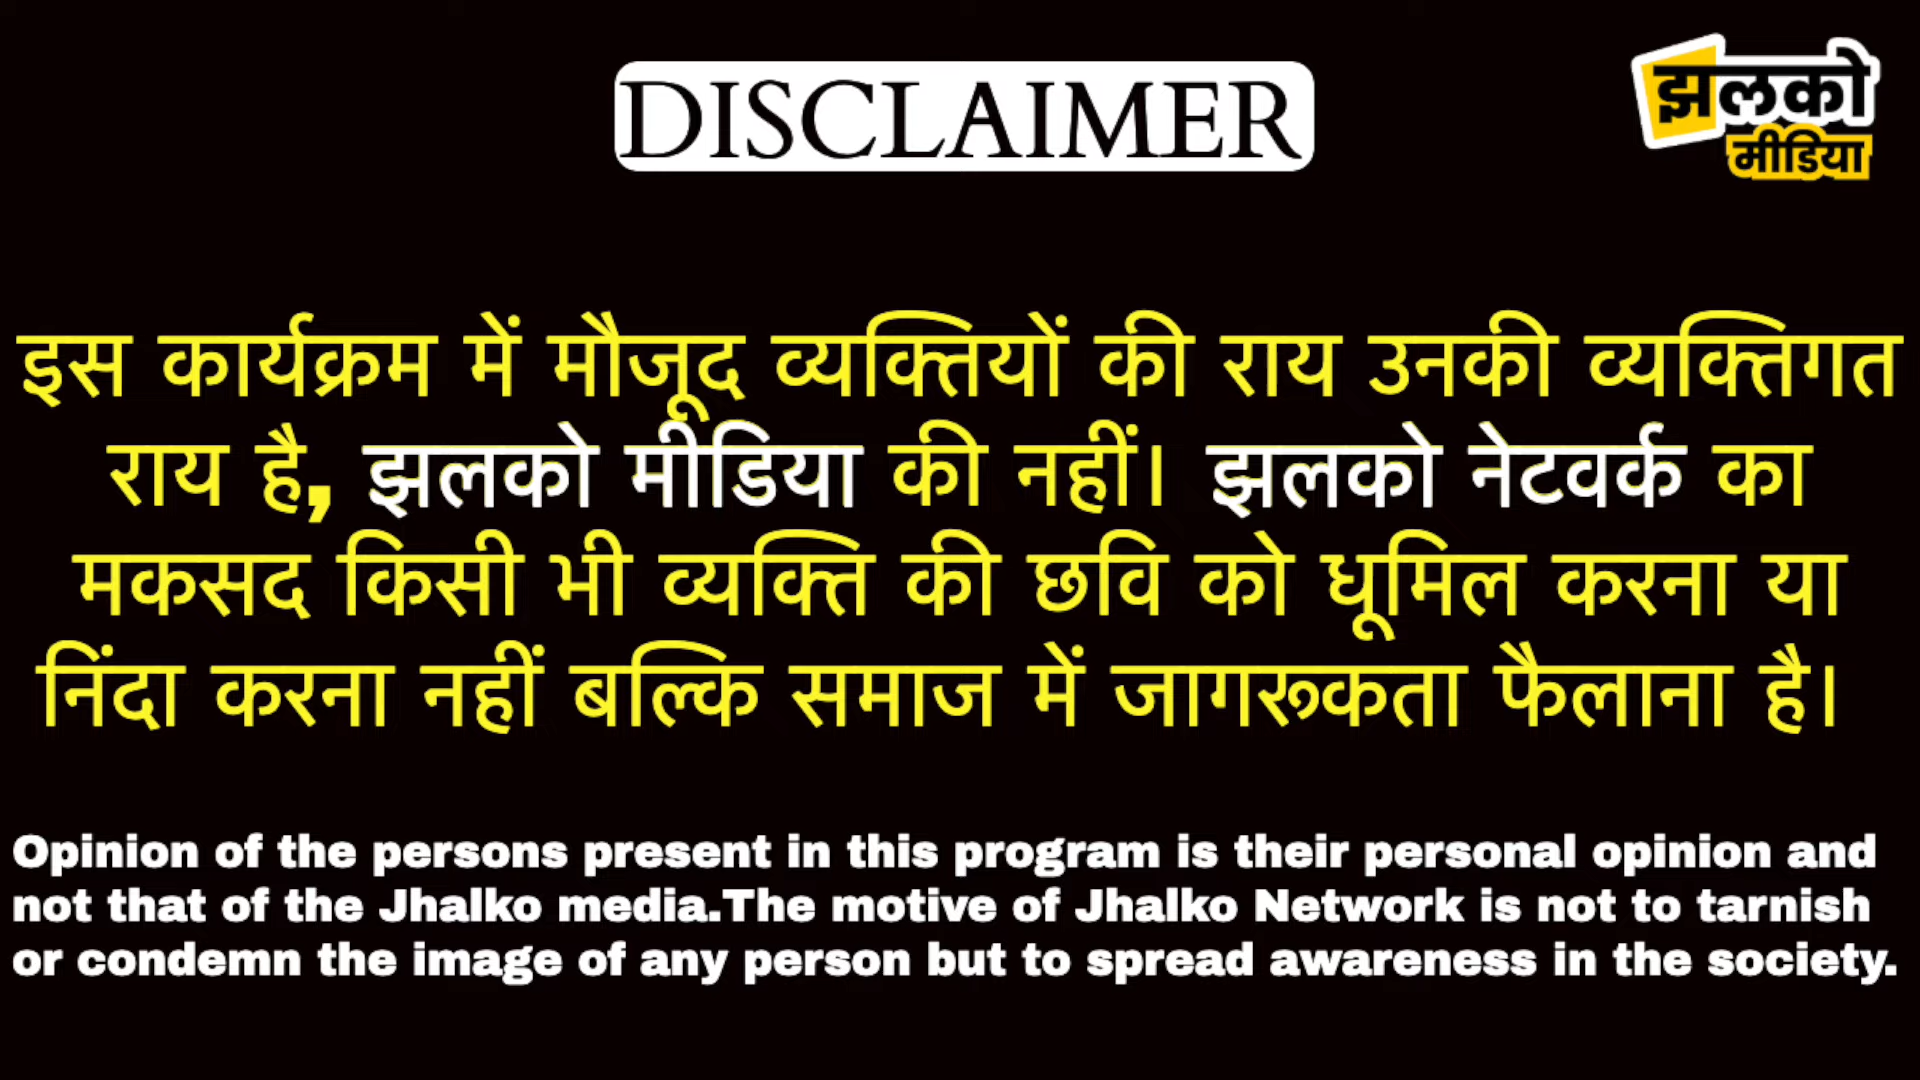 DISCLAIMER
झलको
मीडिया
इस कार्यक्रम में मौजूद व्यक्तियों की राय उनकी व्यक्तिगत
राय है, झलको मीडिया की नहीं। झलको नेटवर्क का
मकसद किसी भी व्यक्ति की छवि को धूमिल करना या
निंदा करना नहीं बल्कि समाज में जागरूकता फैलाना है।
Opinion of the persons present in this program is their personal opinion and
not that of the Jhalko media.The motive of Jhalko Network is not to tarnish
or condemn the image of any person but to spread awareness in the society.